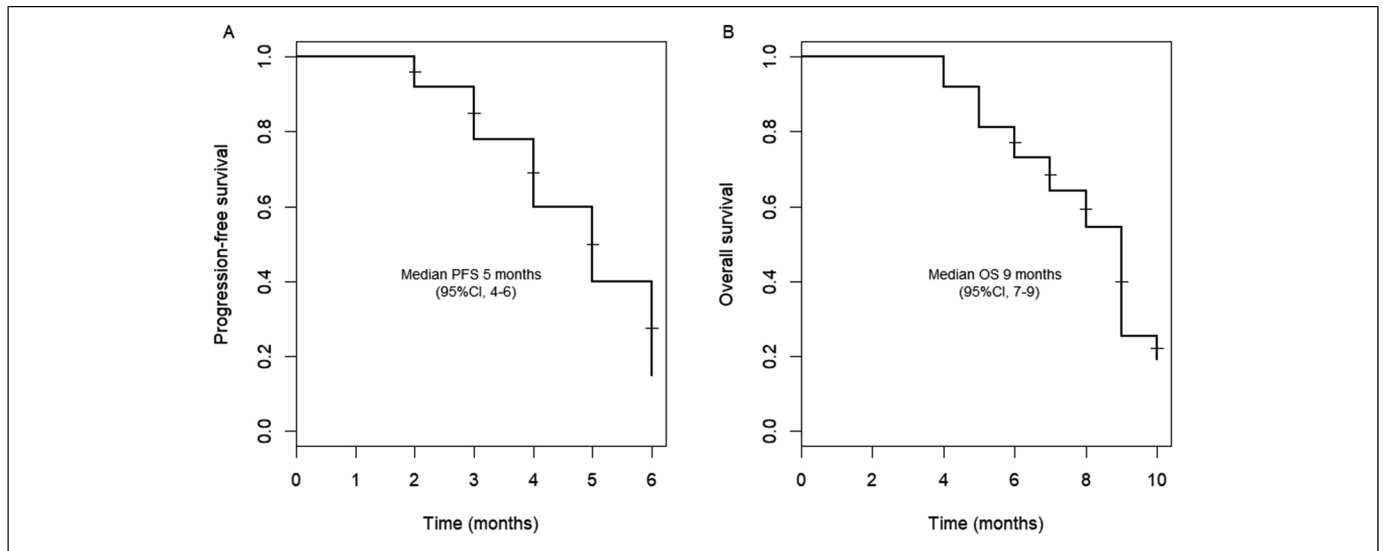 A
Progression-free survival
1.0
0.8
0.6
0.4
0.2
0.0
Median PFS 5 months
(95%CI, 4-6)
0 1 2 3 4 5 6
Time (months)
B
Overall survival
1.0
0.8
0.6
0.4
0.2
0.0
Median OS 9 months
(95%CI, 7-9)
0 2 4 6 8 10
Time (months)